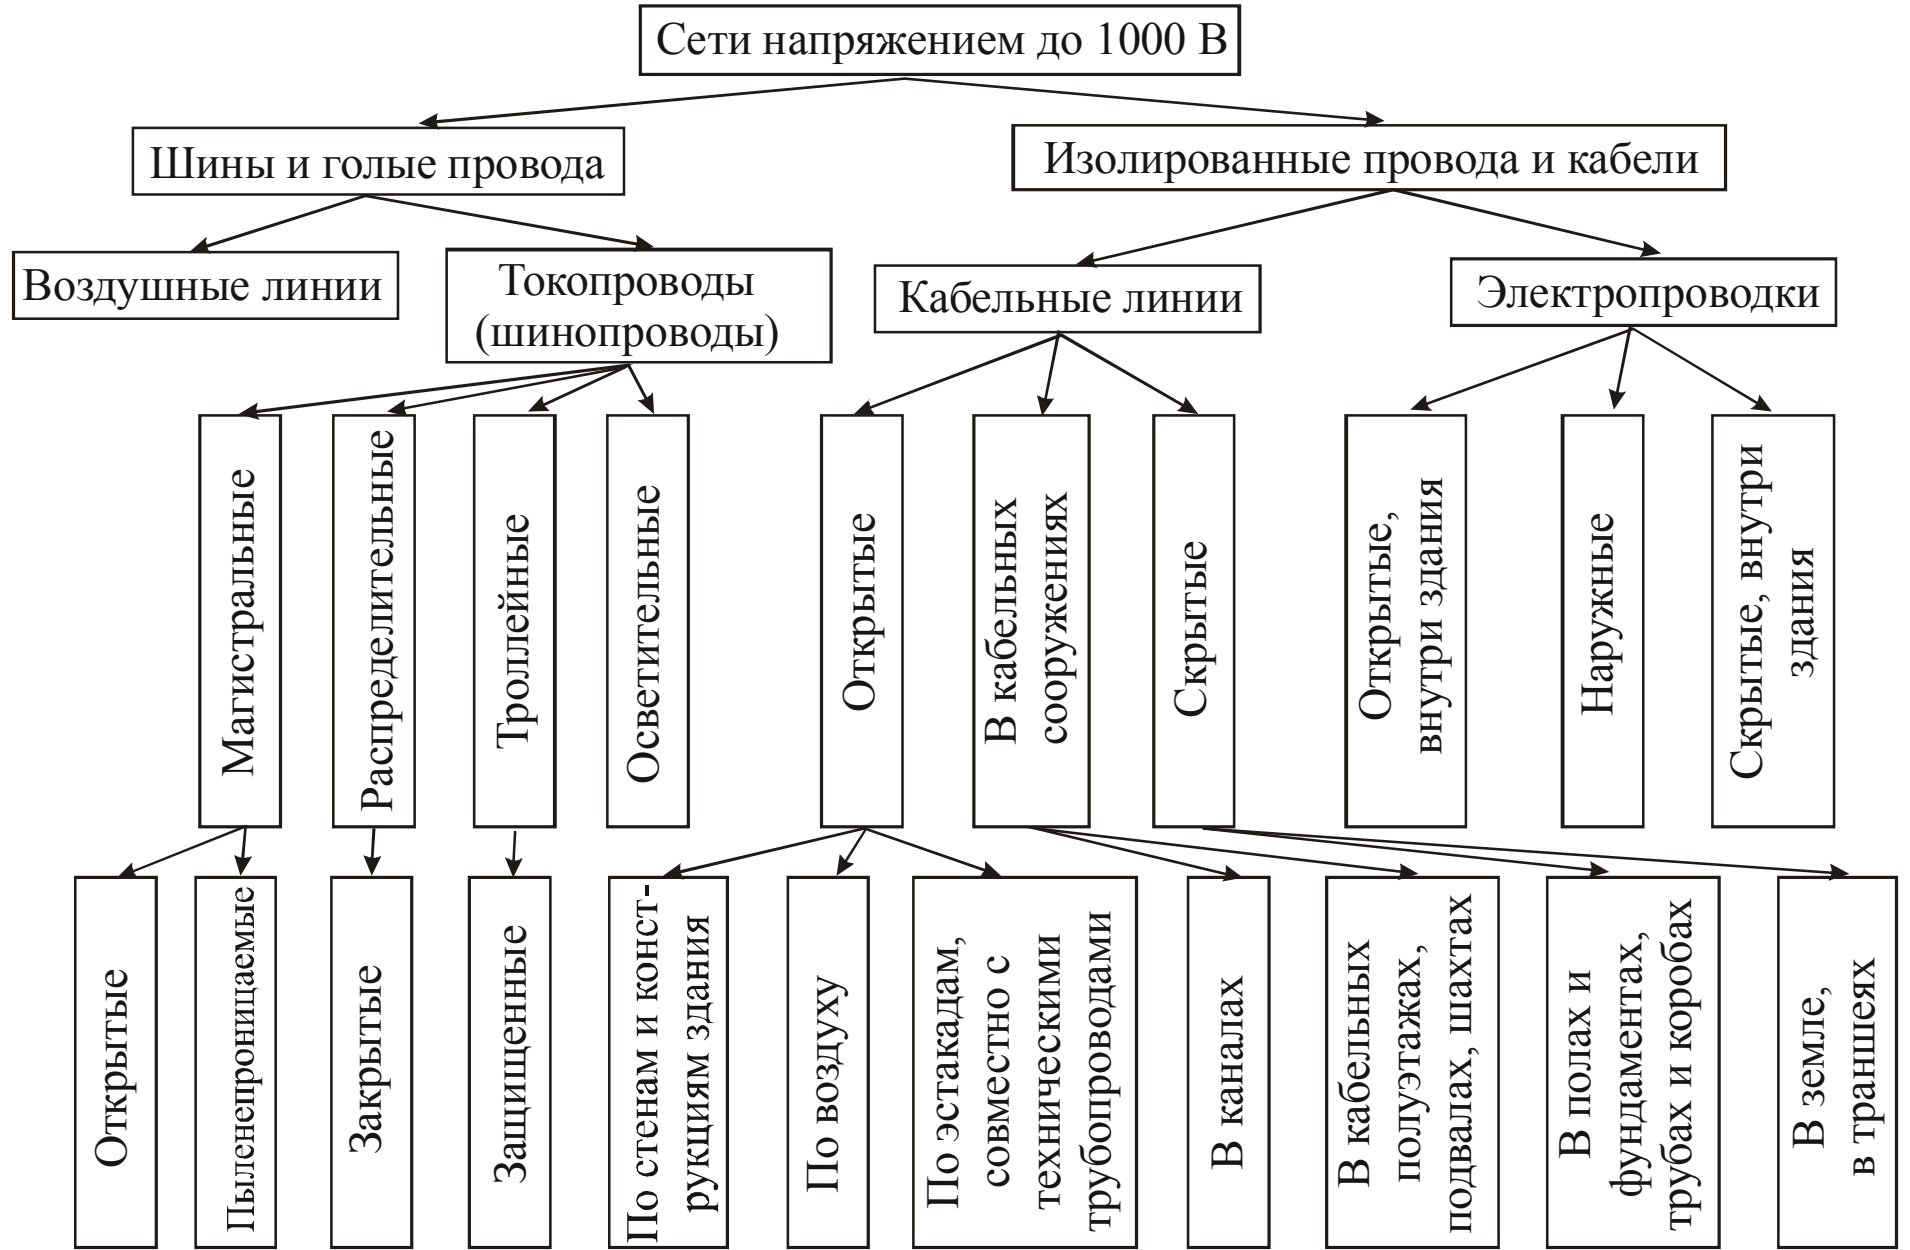 Сети напряжением до 1000 В
Шины и голые провода
Изолированные провода и кабели
Воздушные линии
Токопроводы
(шинопроводы)
Кабельные линии
Электропроводки
Магистральные
Распределительные
Троллейные
Осветительные
Открытые
В кабельных
сооружениях
Скрытые
Открытые,
внутри здания
Наружные
Скрытые, внутри
здания
Открытые
Пыленепроницаемые
Закрытые
Защищенные
По стенам и конст-
рукциям здания
По воздуху
По эстакадам,
совместно с
техническими
трубопроводами
В каналах
В кабельных
полуэтажах,
подвалах, шахтах
В полах и
фундаментах,
трубах и коробах
В земле,
в траншеях